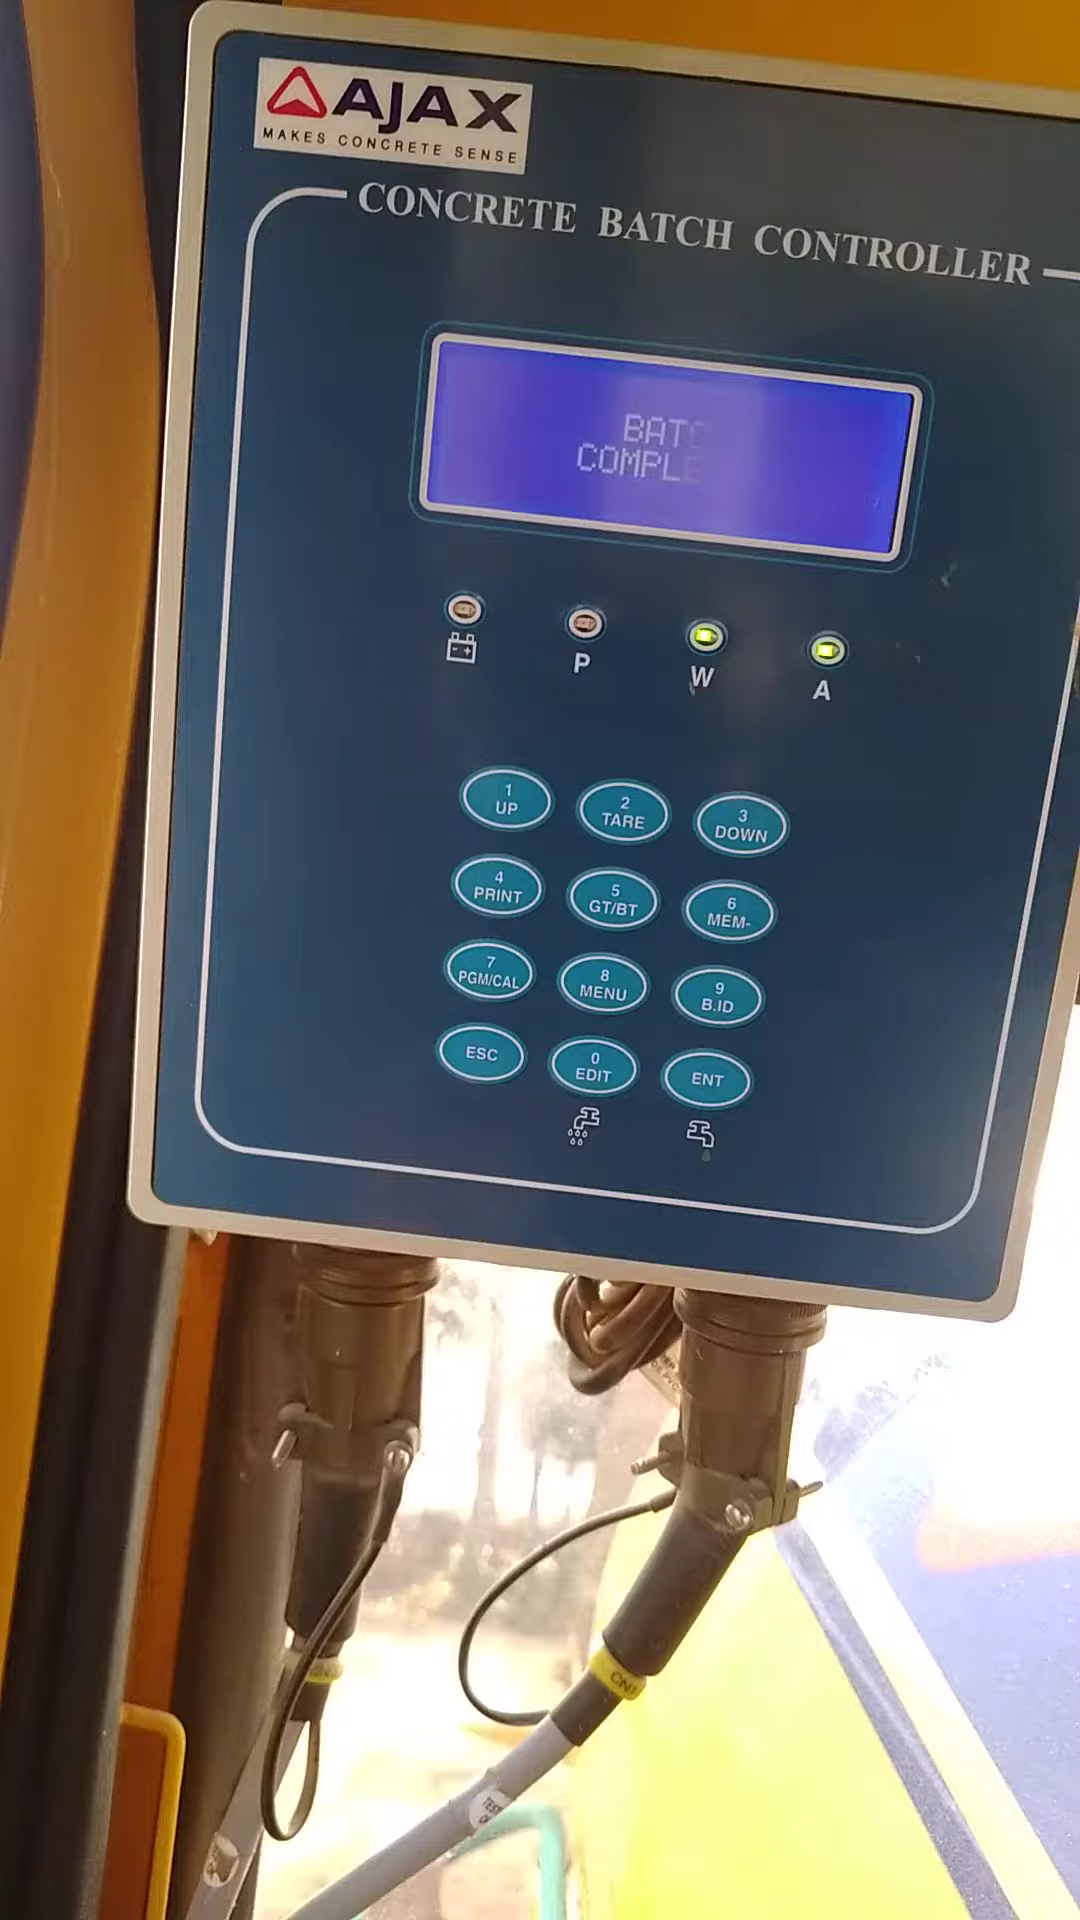 AJAX
MAKES CONCRETE SENSE
CONCRETE BATCH CONTROLLER
P
W
A
1
UP
2
TARE
3
DOWN
4
PRINT
5
GT/BT
6
MEM-
7
PGM/CAL
8
MENU
9
B.ID
ESC
0
EDIT
ENT
CN1